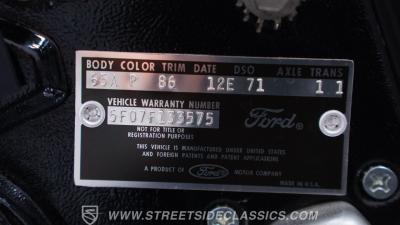 BODY COLOR TRIM DATE DSO AXLE TRANS
65A P 86 12E 71 1 1
VEHICLE WARRANTY NUMBER
6F07F133575
Ford®
NOT FOR TITLE OR
REGISTRATION PURPOSES
THIS VEHICLE IS MANUFACTURED UNDER UNITED STATES
AND FOREIGN PATENTS AND PATENT APPLICATIONS
A PRODUCT OF Ford MOTOR COMPANY
MADE IN U.S.A.
WWW.STREETSIDECLASSICS.COM